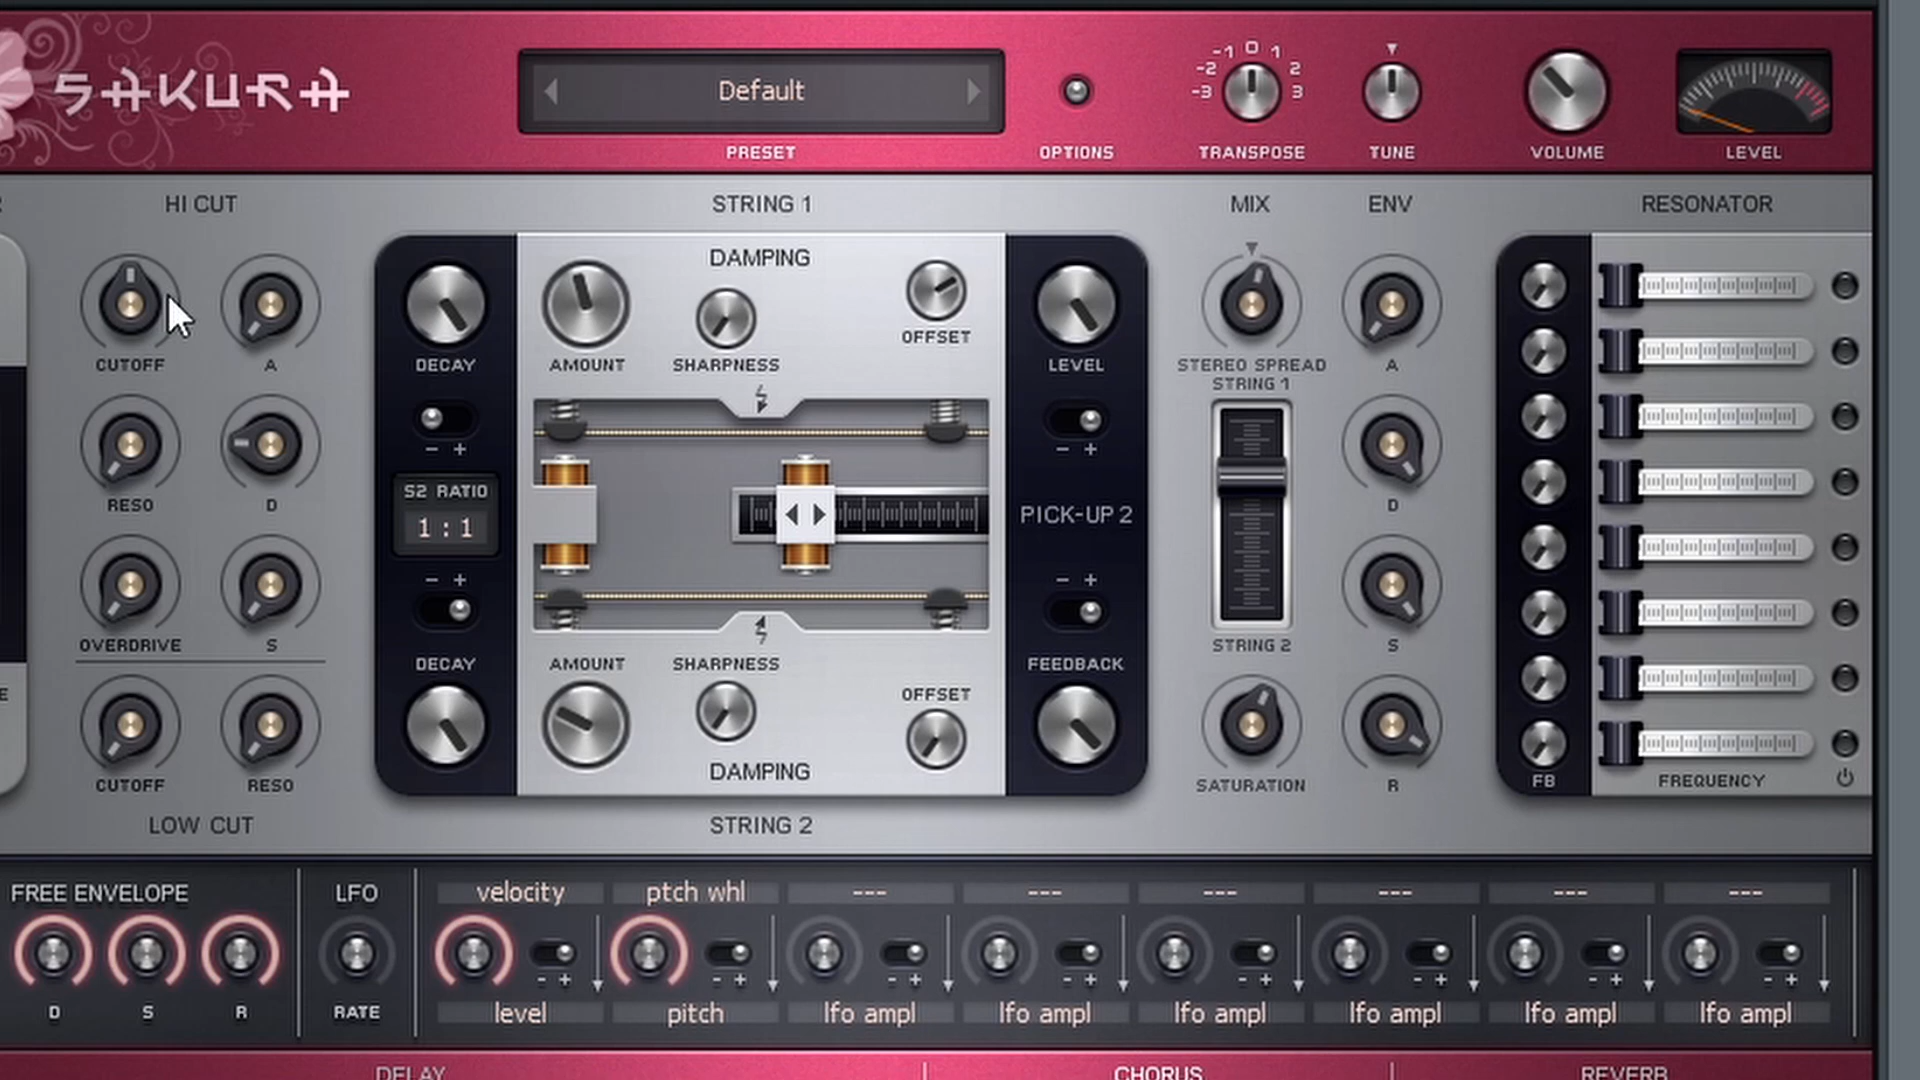 SAKURA
Default
PRESET
OPTIONS
-3 -2 -1 0 1 2 3
TRANSPOSE
TUNE
VOLUME
LEVEL
HI CUT
CUTOFF
A
RESO
D
OVERDRIVE
S
CUTOFF
RESO
LOW CUT
STRING 1
DAMPING
DECAY
AMOUNT
SHARPNESS
OFFSET
LEVEL
- +
- +
S2 RATIO
1 : 1
PICK-UP 2
- +
- +
DECAY
AMOUNT
SHARPNESS
OFFSET
FEEDBACK
DAMPING
STRING 2
MIX
STEREO SPREAD
STRING 1
STRING 2
SATURATION
ENV
A
D
S
R
RESONATOR
FB
FREQUENCY
FREE ENVELOPE
D
S
R
LFO
RATE
velocity
- +
level
ptch whl
- +
pitch
---
- +
lfo ampl
---
- +
lfo ampl
---
- +
lfo ampl
---
- +
lfo ampl
---
- +
lfo ampl
---
- +
lfo ampl
DELAY
CHORUS
REVERB